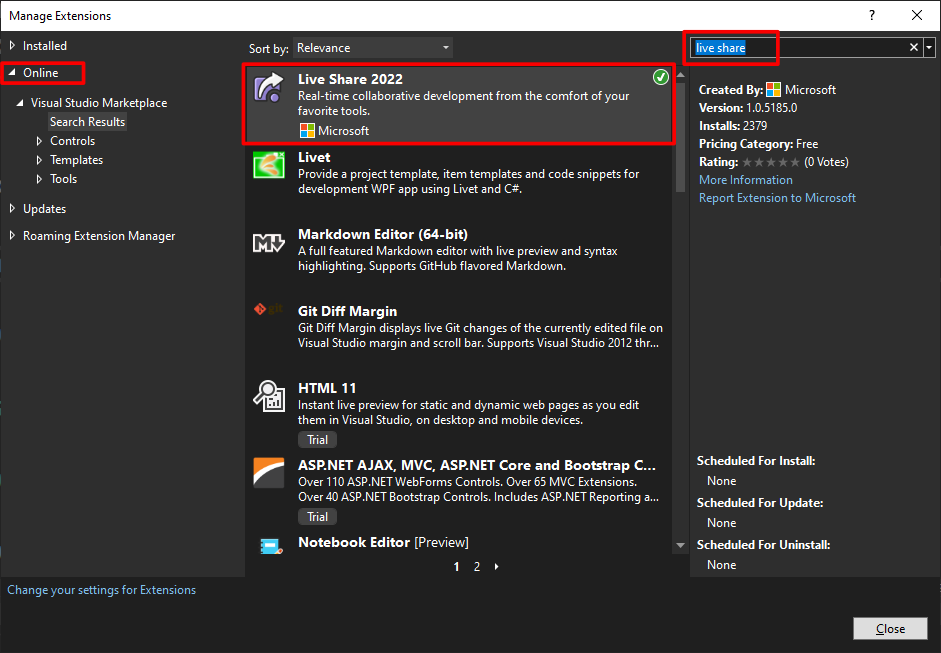 Manage Extensions
?
Installed
Online
Visual Studio Marketplace
Search Results
Controls
Templates
Tools
Updates
Roaming Extension Manager
Sort by: Relevance
Live Share 2022
Real-time collaborative development from the comfort of your
favorite tools.
Microsoft
Livet
Provide a project template, item templates and code snippets for
development WPF app using Livet and C#.
Markdown Editor (64-bit)
A full featured Markdown editor with live preview and syntax
highlighting. Supports GitHub flavored Markdown.
git
Git Diff Margin
Git Diff Margin displays live Git changes of the currently edited file on
Visual Studio margin and scroll bar. Supports Visual Studio 2012 thr...
HTML 11
Instant live preview for static and dynamic web pages as you edit
them in Visual Studio, on desktop and mobile devices.
Trial
ASP.NET AJAX, MVC, ASP.NET Core and Bootstrap C...
Over 110 ASP.NET WebForms Controls. Over 65 MVC Extensions.
Over 40 ASP.NET Bootstrap Controls. Includes ASP.NET Reporting a...
Trial
Notebook Editor [Preview]
1 2
live share
Created By: Microsoft
Version: 1.0.5185.0
Installs: 2379
Pricing Category: Free
Rating: (0 Votes)
More Information
Report Extension to Microsoft
Scheduled For Install:
None
Scheduled For Update:
None
Scheduled For Uninstall:
None
Change your settings for Extensions
Close